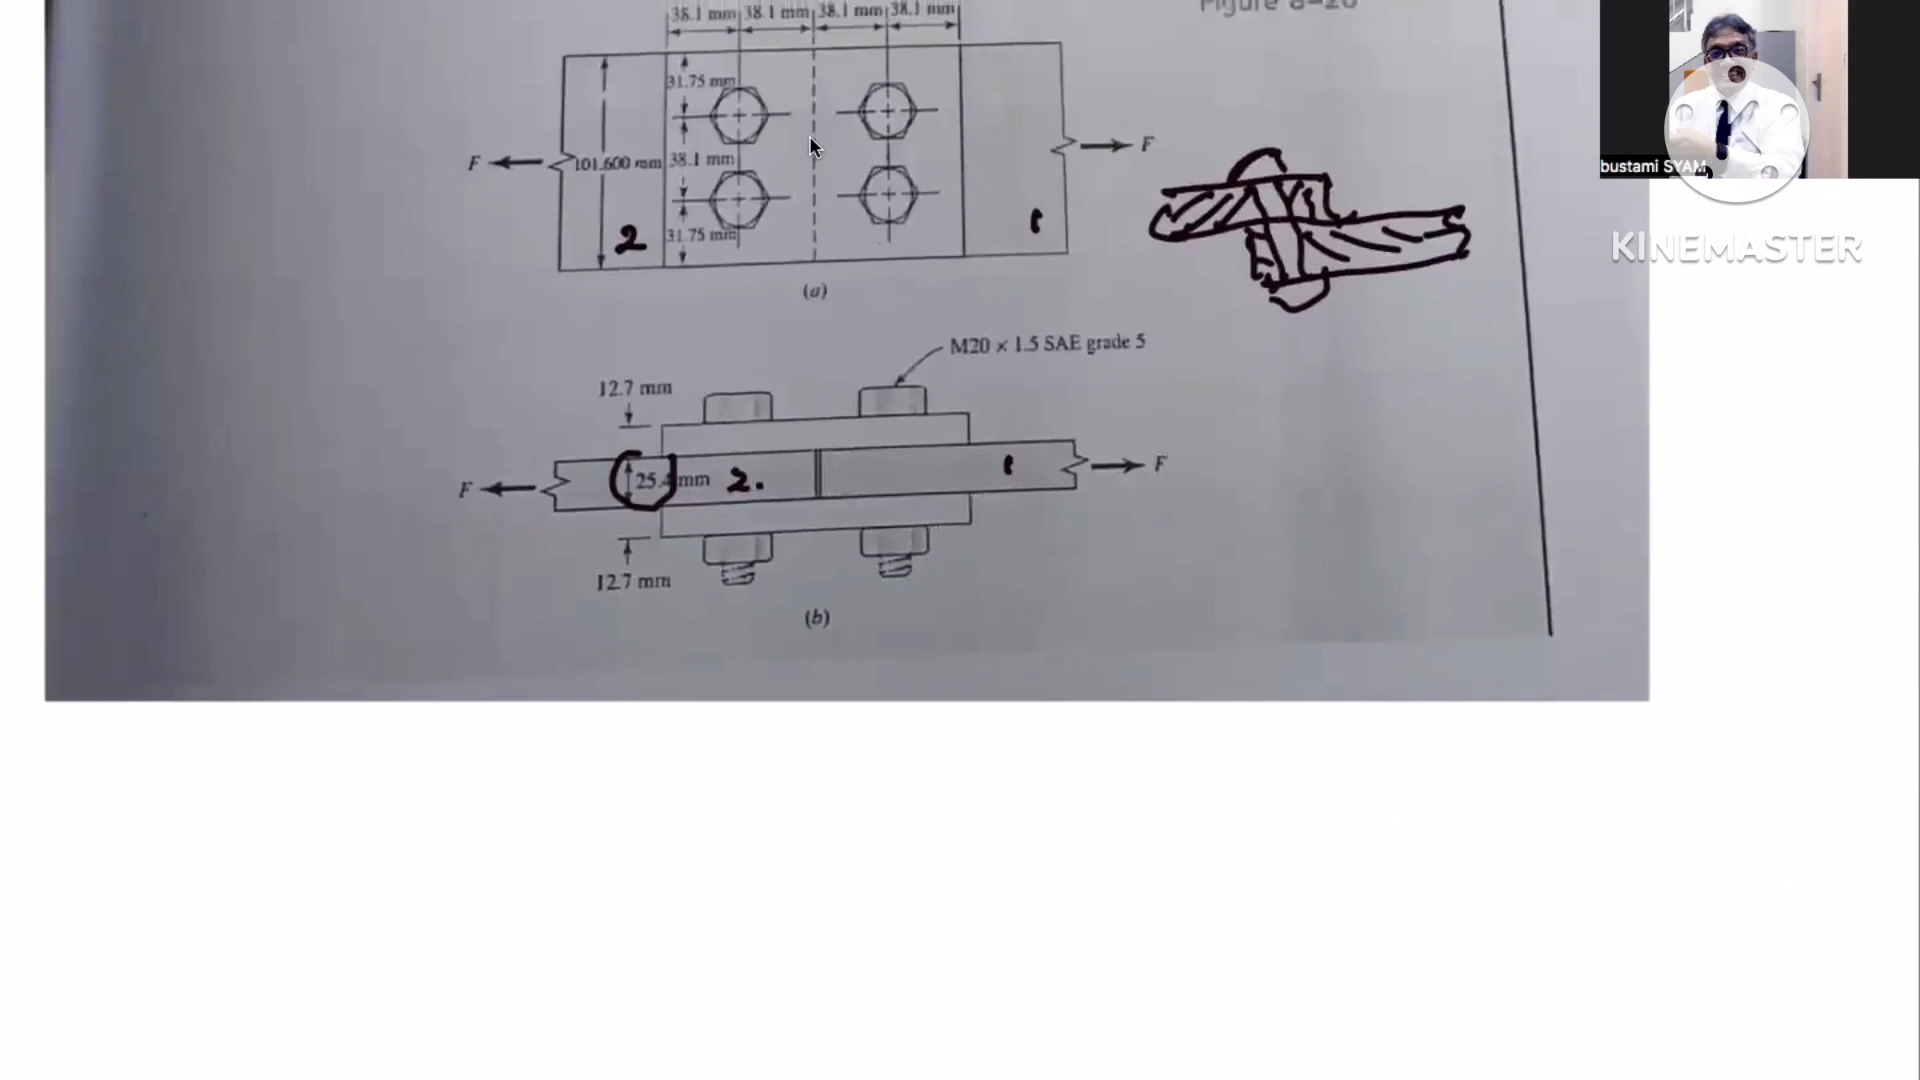 Figure 8-26
38.1 mm 38.1 mm 38.1 mm 38.1 mm
31.75 mm
F 101.600 mm 38.1 mm F
2 31.75 mm 1
(a)
M20 × 1.5 SAE grade 5
12.7 mm
F 25.4 mm 2. 1 F
12.7 mm
(b)
bustami SYAM
KINEMASTER